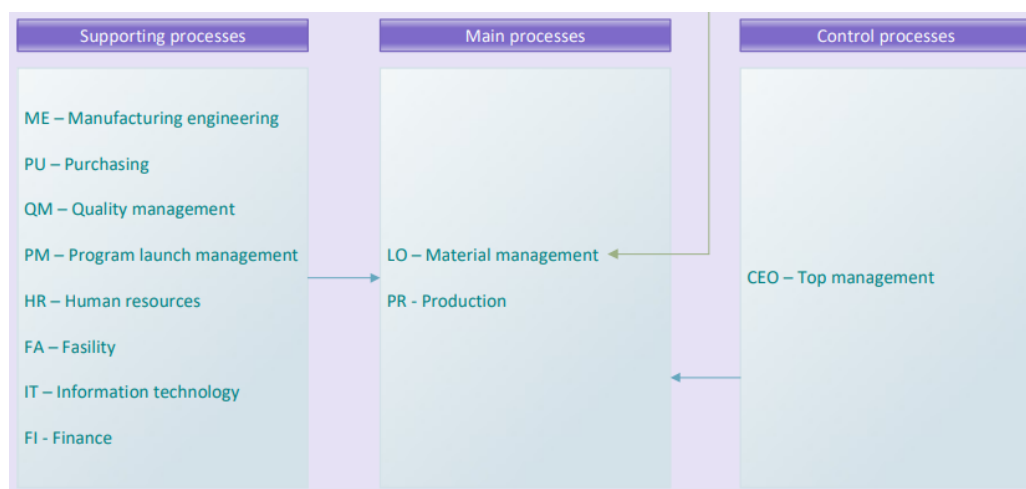 Supporting processes
ME – Manufacturing engineering
PU – Purchasing
QM – Quality management
PM – Program launch management
HR – Human resources
FA – Fasility
IT – Information technology
FI - Finance
Main processes
LO – Material management
PR - Production
Control processes
CEO – Top management